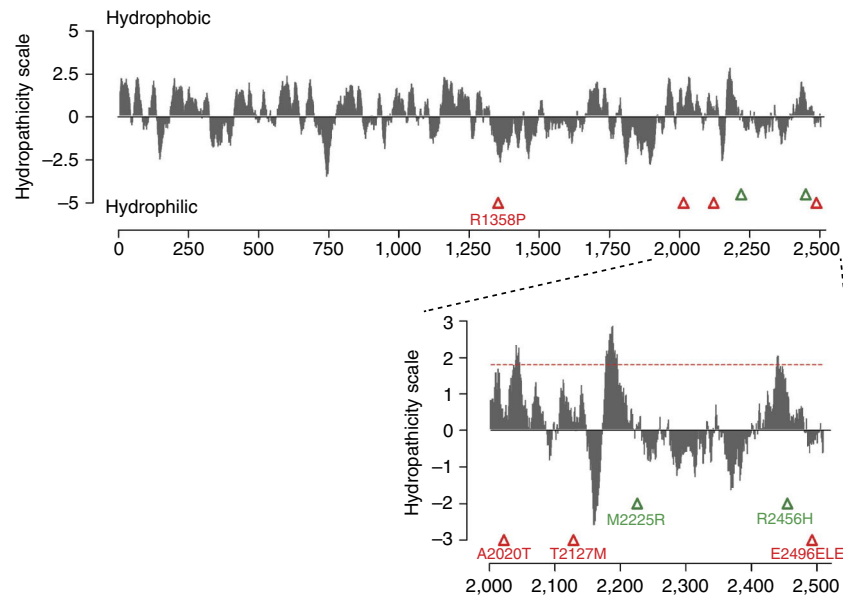 Hydrophobic
5
2.5
0
−2.5
−5
Hydropathicity scale
Hydrophilic
R1358P
0 250 500 750 1,000 1,250 1,500 1,750 2,000 2,250 2,500
3
2
1
0
−1
−2
−3
Hydropathicity scale
M2225R R2456H
A2020T T2127M E2496ELE
2,000 2,100 2,200 2,300 2,400 2,500